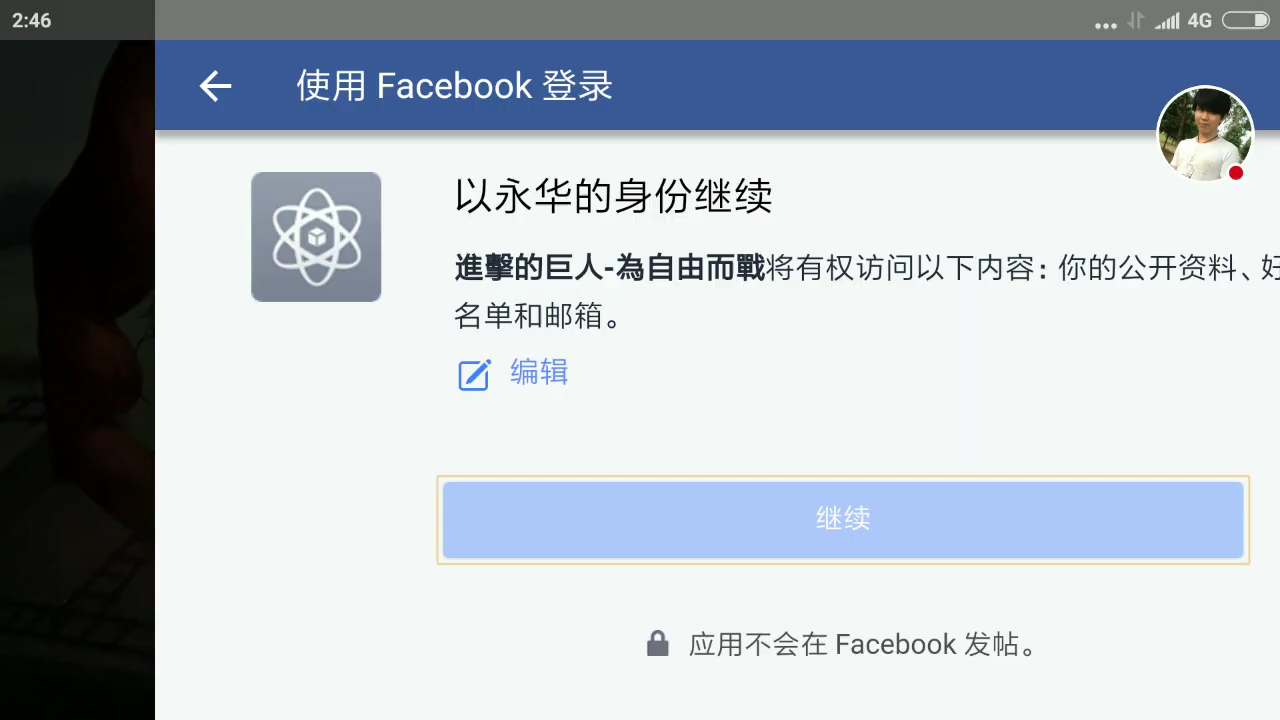 2:46
4G
使用 Facebook 登录
以永华的身份继续
進擊的巨人-為自由而戰将有权访问以下内容：你的公开资料、好
名单和邮箱。
编辑
继续
应用不会在 Facebook 发帖。